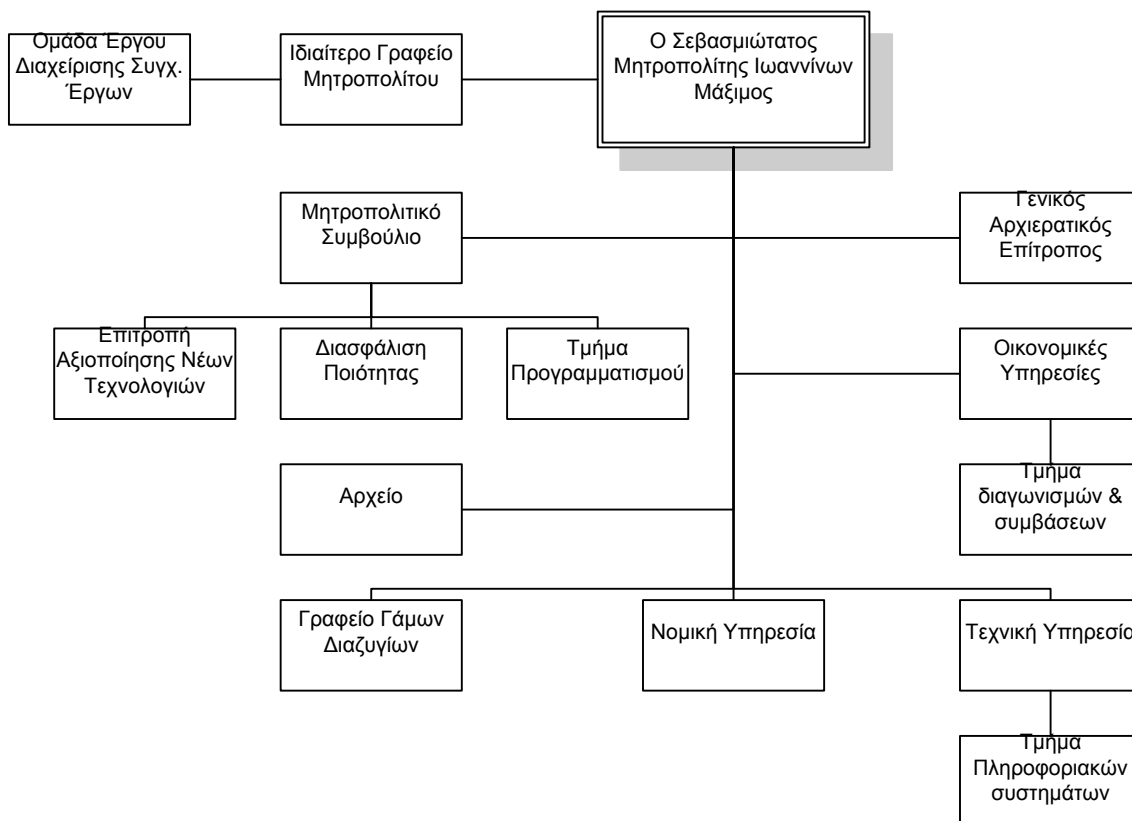 Ομάδα Έργου
Διαχείρισης Συγχ.
Έργων
Ιδιαίτερο Γραφείο
Μητροπολίτου
Ο Σεβασμιώτατος
Μητροπολίτης Ιωαννίνων
Μάξιμος
Μητροπολιτικό
Συμβούλιο
Γενικός
Αρχιερατικός
Επίτροπος
Επιτροπή
Αξιοποίησης Νέων
Τεχνολογιών
Διασφάλιση
Ποιότητας
Τμήμα
Προγραμματισμού
Οικονομικές
Υπηρεσίες
Αρχείο
Τμήμα
διαγωνισμών &
συμβάσεων
Γραφείο Γάμων
Διαζυγίων
Νομική Υπηρεσία
Τεχνική Υπηρεσία
Τμήμα
Πληροφοριακών
συστημάτων